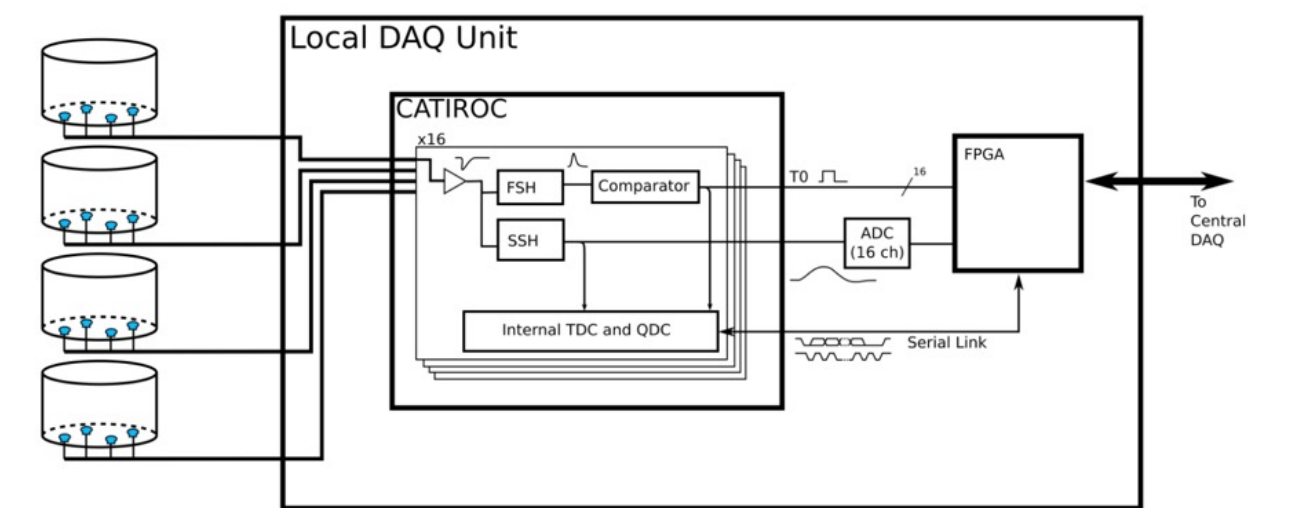 Local DAQ Unit
CATIROC
x16
FSH
Comparator
SSH
Internal TDC and QDC
T0
16
ADC
(16 ch)
FPGA
Serial Link
To
Central
DAQ